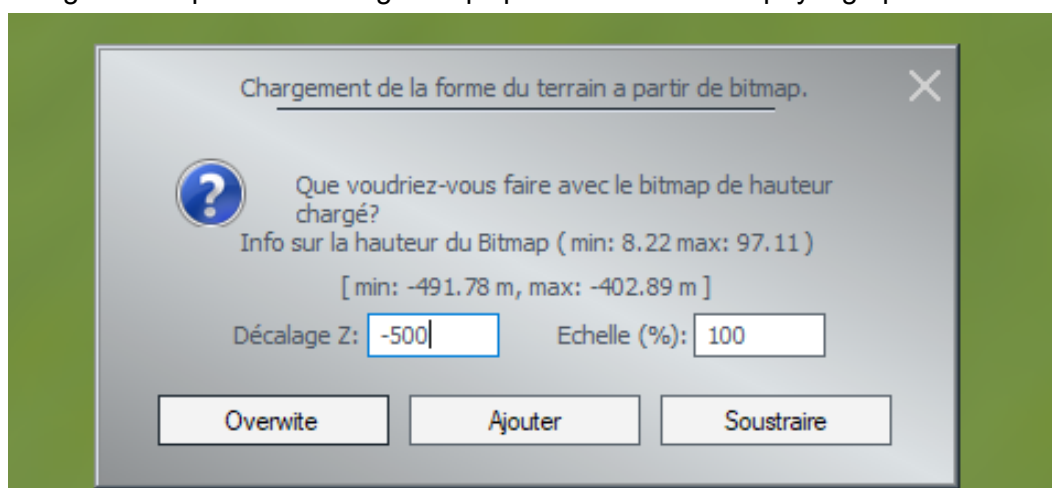 Chargement de la forme du terrain a partir de bitmap.
Que voudriez-vous faire avec le bitmap de hauteur
chargé?
Info sur la hauteur du Bitmap ( min: 8.22 max: 97.11 )
[ min: -491.78 m, max: -402.89 m ]
Décalage Z: -500 Echelle (%): 100
Overwite Ajouter Soustraire